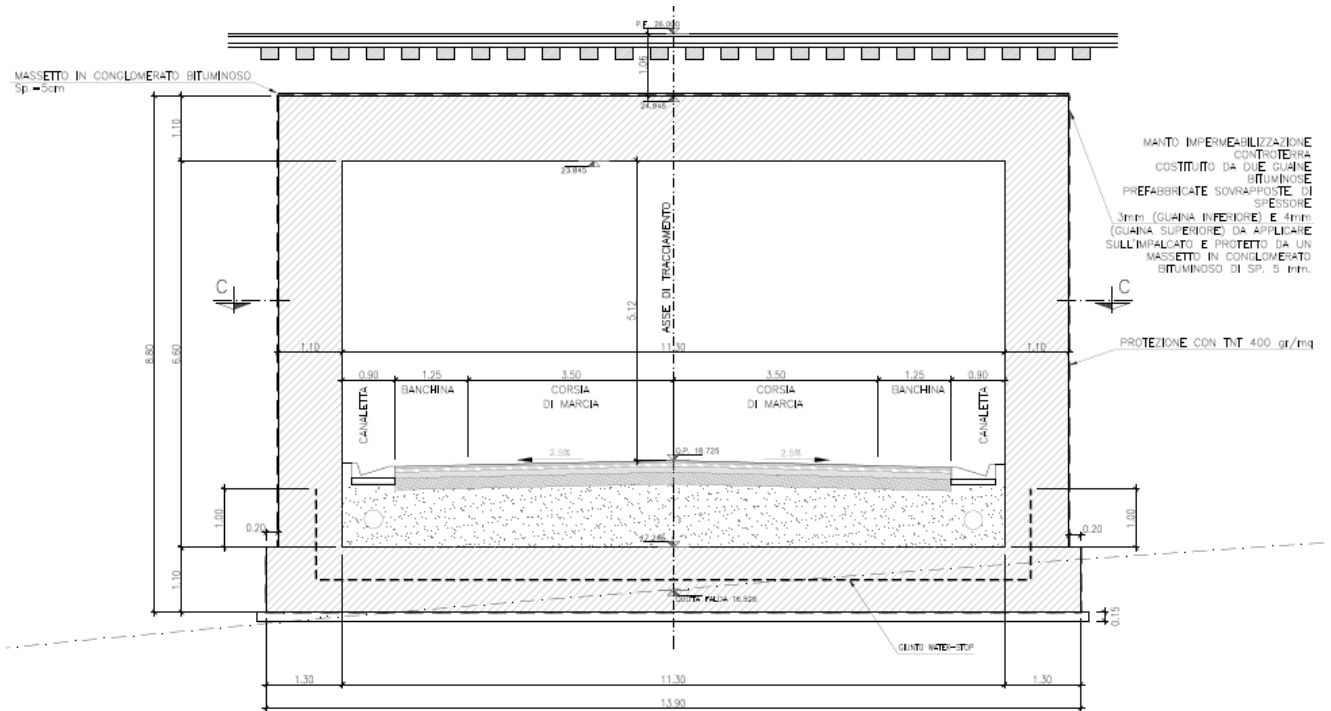 P.F. 26.000
1.06
MASSETTO IN CONGLOMERATO BITUMINOSO
Sp.=5cm
24.945
1.10
23.845
MANTO IMPERMEABILIZZAZIONE
CONTROTERRA
COSTITUITO DA DUE GUAINE
BITUMINOSE
PREFABBRICATE SOVRAPPOSTE, DI
SPESSORE
3mm (GUAINA INFERIORE) E 4mm
(GUAINA SUPERIORE) DA APPLICARE
SULL'IMPALCATO E PROTETTO DA UN
MASSETTO IN CONGLOMERATO
BITUMINOSO DI SP. 5 mm.
ASSE DI TRACCIAMENTO
C
C
5.12
8.80
6.60
PROTEZIONE CON TNT 400 gr/mq
1.10
11.30
1.10
0.90
1.25
3.50
3.50
1.25
0.90
CANALETTA
BANCHINA
CORSIA
DI MARCIA
CORSIA
DI MARCIA
BANCHINA
CANALETTA
2.5%
Q.P. 18.725
2.5%
1.00
0.20
1.00
0.20
1.10
QUOTA FALDA 16.526
0.15
GIUNTO WATER-STOP
1.30
11.30
1.30
13.90